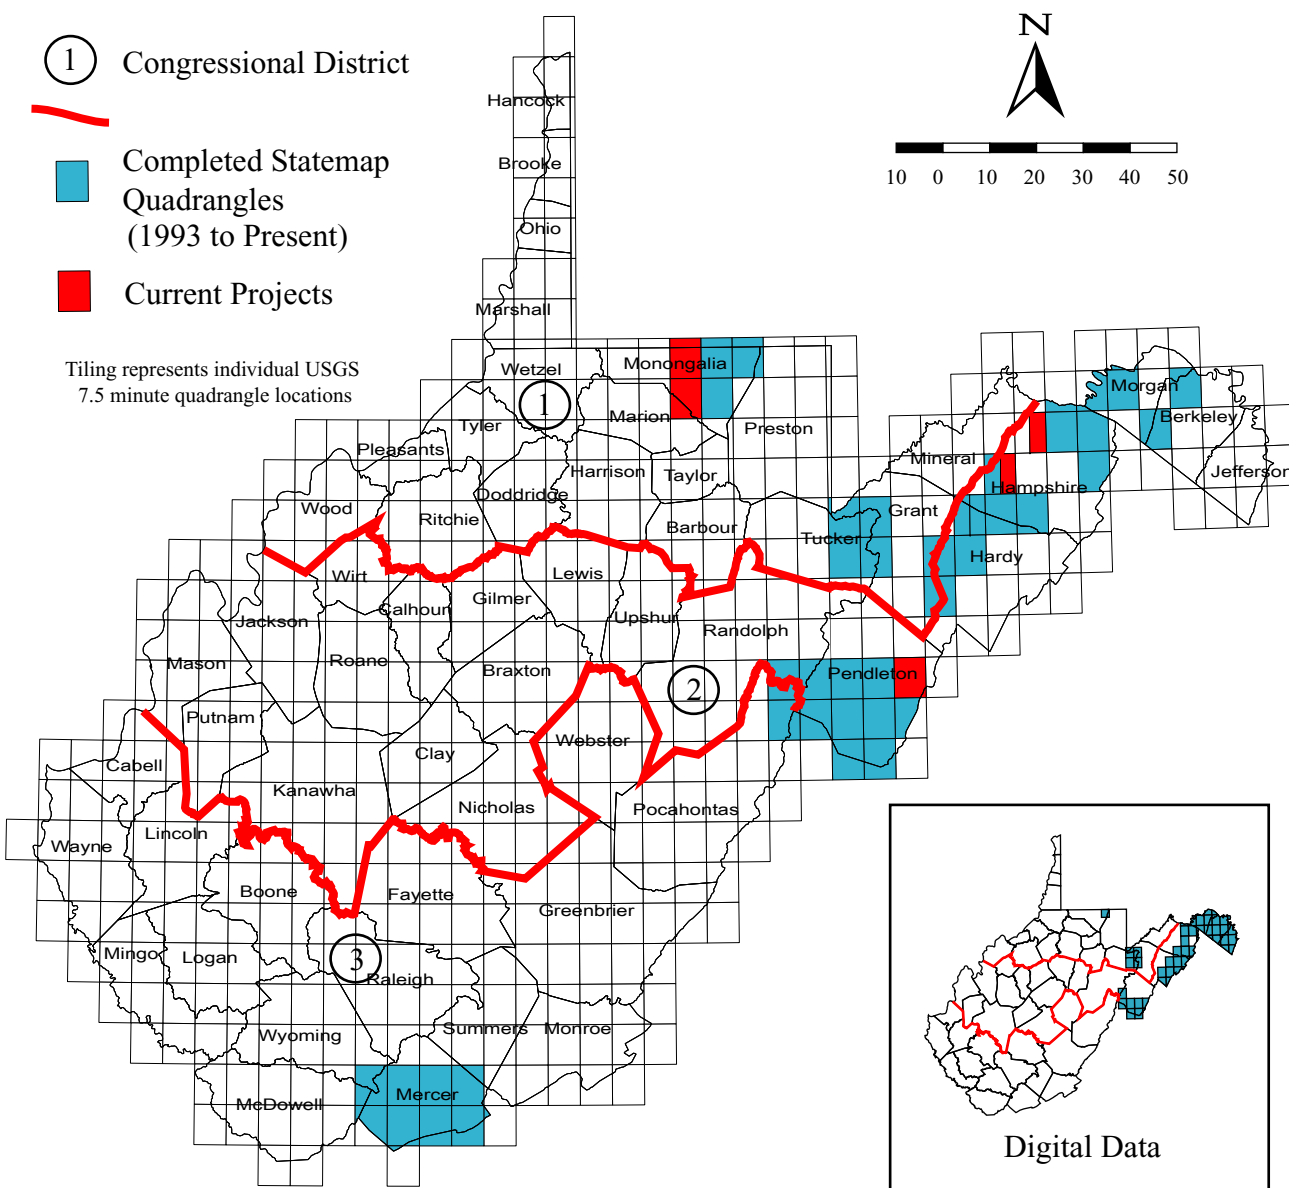 N
1 Congressional District
Completed Statemap
Quadrangles
(1993 to Present)
Current Projects
Tiling represents individual USGS
7.5 minute quadrangle locations
10 0 10 20 30 40 50
Hancock
Brooke
Ohio
Marshall
Wetzel
Monongalia
1
Marion
Tyler
Preston
Morgan
Berkeley
Pleasants
Mineral
Harrison
Taylor
Jefferson
Doddridge
Hampshire
Wood
Ritchie
Grant
Barbour
Tucker
Hardy
Wirt
Lewis
Calhoun
Gilmer
Jackson
Upshur
Randolph
Mason
Roane
Braxton
Pendleton
2
Putnam
Webster
Clay
Cabell
Kanawha
Nicholas
Pocahontas
Lincoln
Wayne
Boone
Fayette
Greenbrier
Mingo
Logan
3
Raleigh
Wyoming
Summers
Monroe
Mercer
McDowell
Digital Data